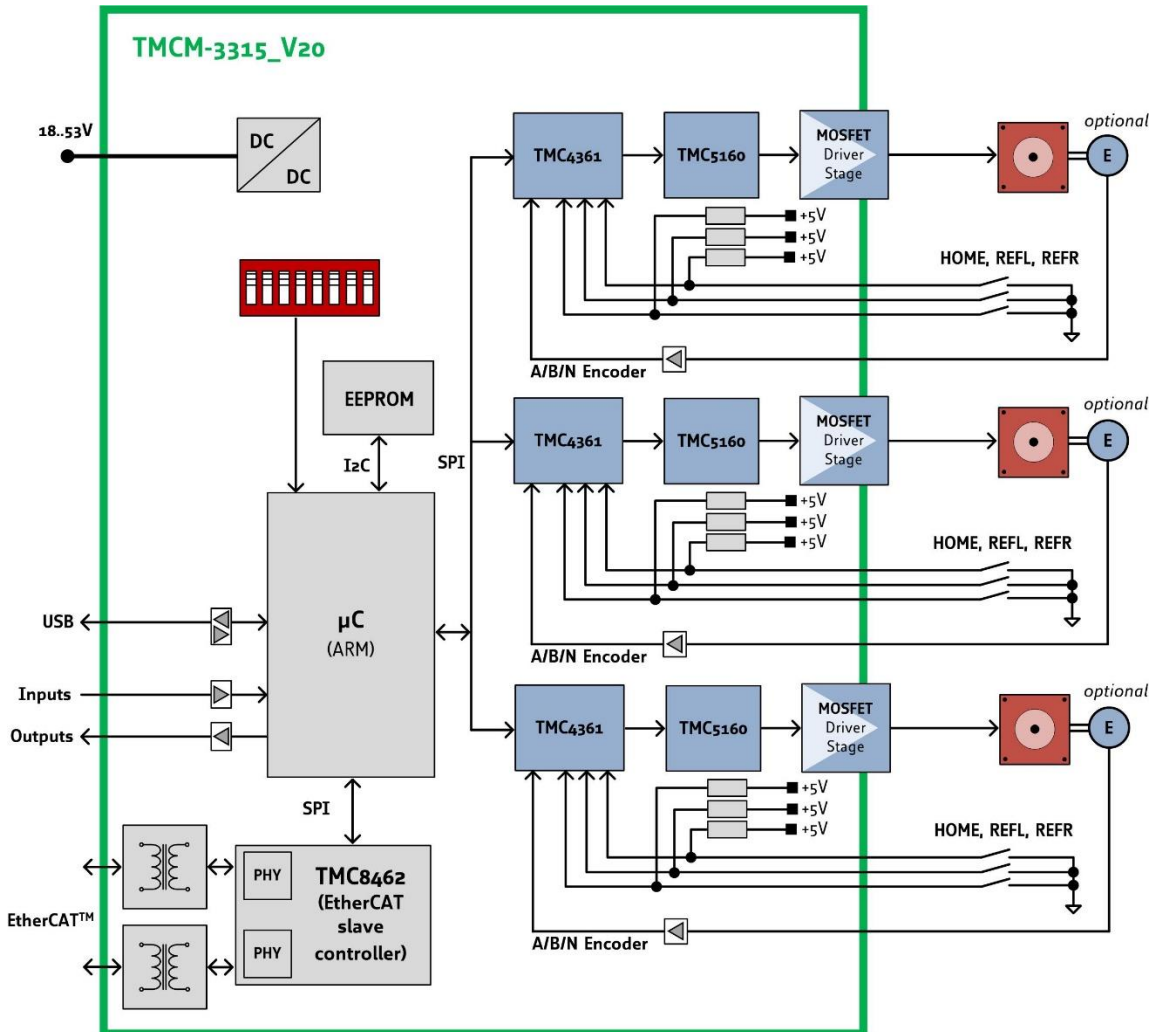 TMCM-3315_V20
18..53V
DC
DC
EEPROM
I2C
SPI
µC
(ARM)
USB
Inputs
Outputs
SPI
PHY
PHY
TMC8462
(EtherCAT
slave
controller)
EtherCAT™
TMC4361
TMC5160
MOSFET
Driver
Stage
optional
E
+5V
+5V
+5V
HOME, REFL, REFR
A/B/N Encoder
TMC4361
TMC5160
MOSFET
Driver
Stage
optional
E
+5V
+5V
+5V
HOME, REFL, REFR
A/B/N Encoder
TMC4361
TMC5160
MOSFET
Driver
Stage
optional
E
+5V
+5V
+5V
HOME, REFL, REFR
A/B/N Encoder